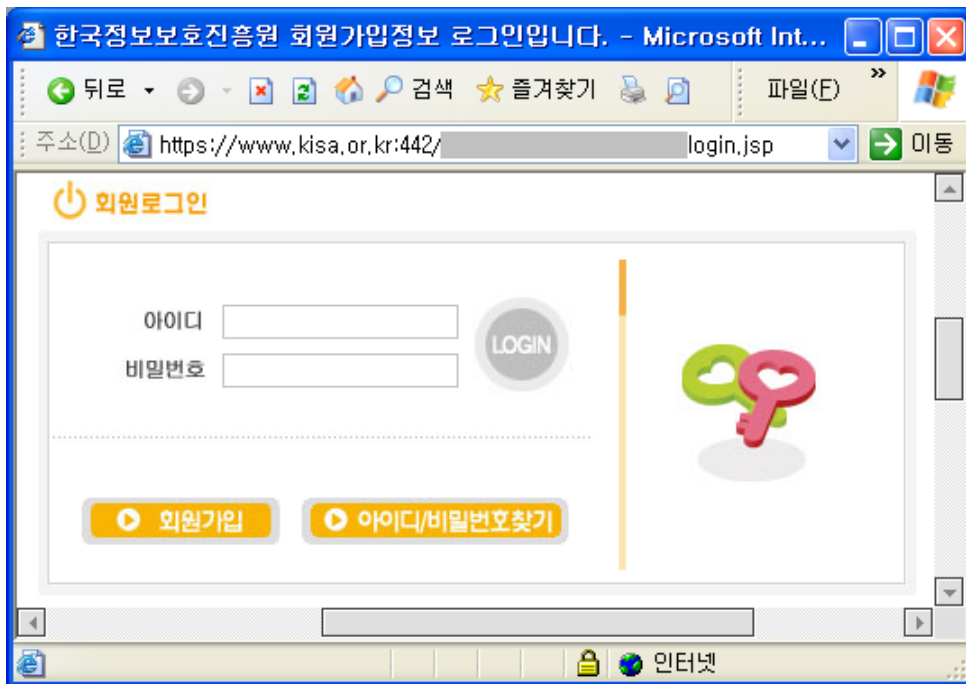 한국정보보호진흥원 회원가입정보 로그인입니다. - Microsoft Int...
뒤로 검색 즐겨찾기 파일(F) »
주소(D) https://www.kisa.or.kr:442/ login.jsp 이동
회원로그인
아이디
비밀번호
LOGIN
회원가입 아이디/비밀번호찾기
인터넷